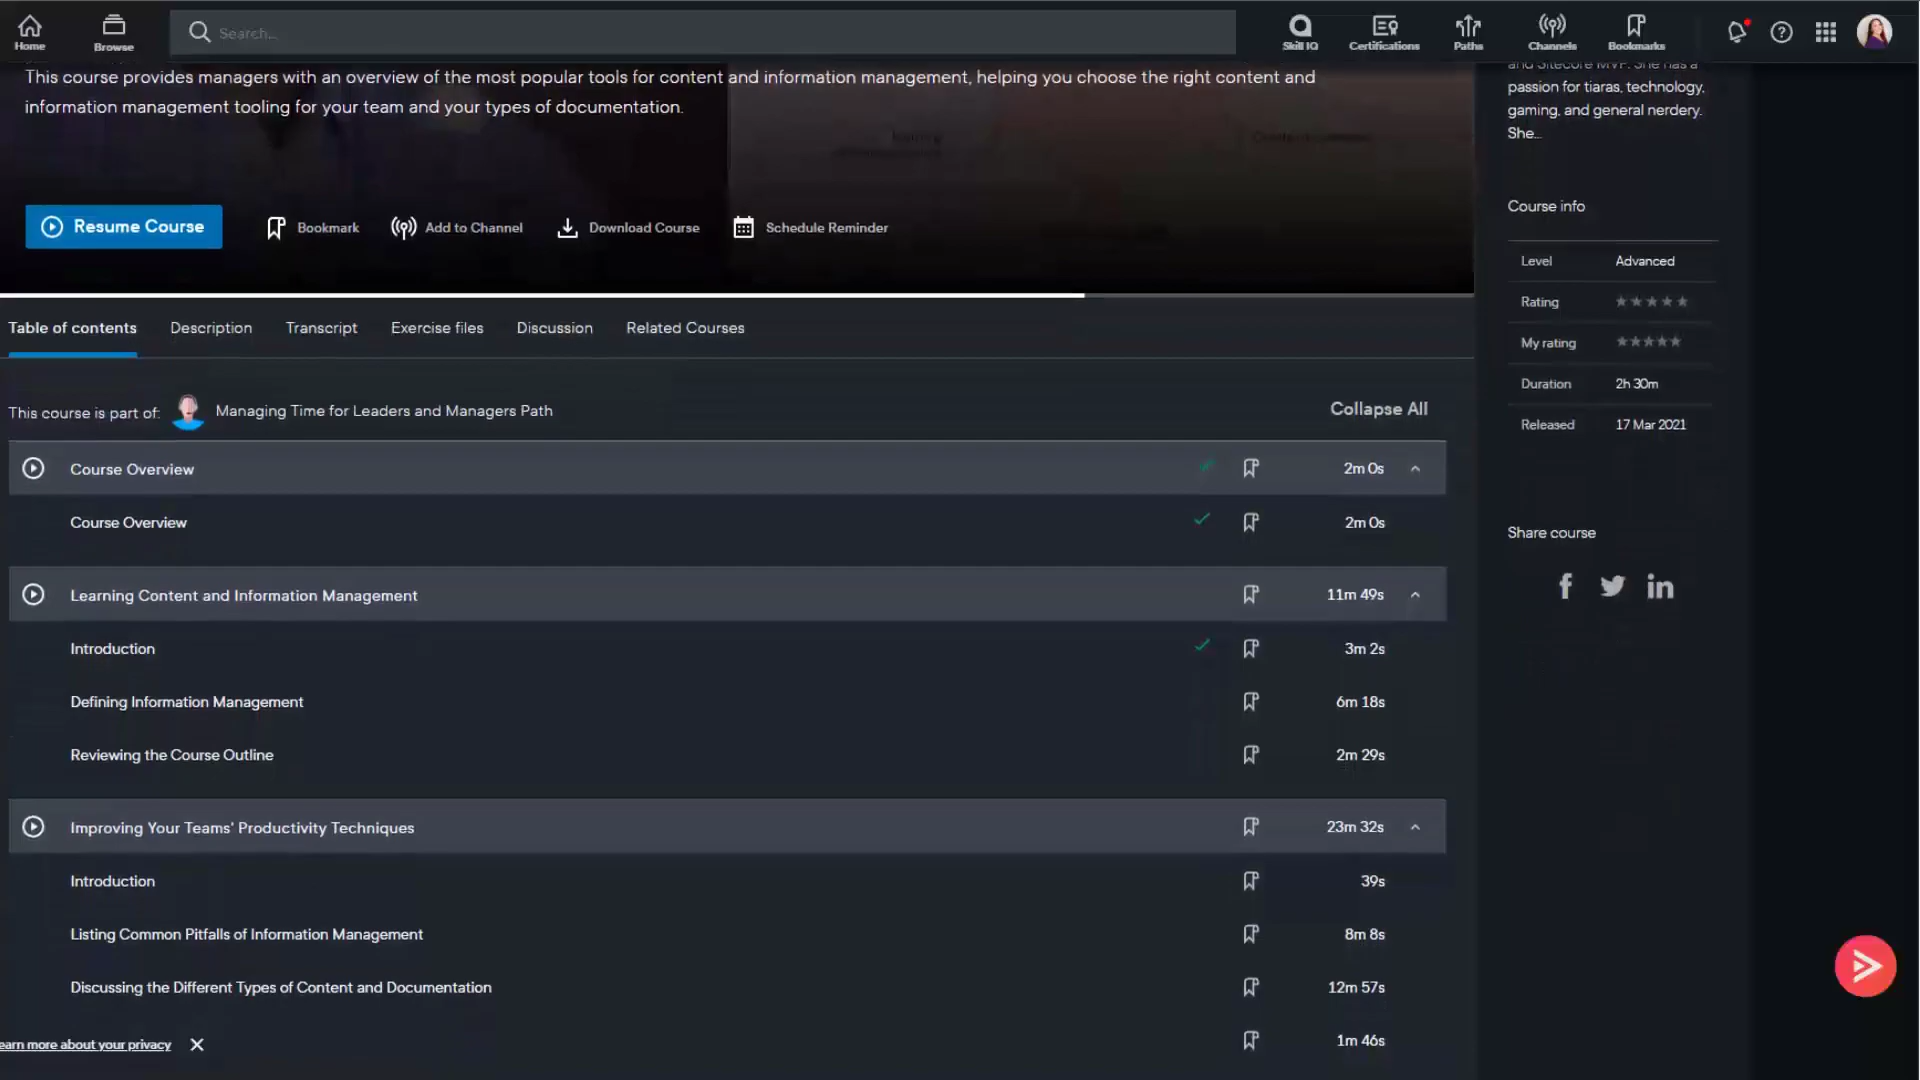 Home
Browse
Search...
Skill IQ
Certifications
Paths
Channels
Bookmarks
This course provides managers with an overview of the most popular tools for content and information management, helping you choose the right content and
information management tooling for your team and your types of documentation.
and Sitecore MVP. She has a
passion for tiaras, technology,
gaming, and general nerdery.
She...
Resume Course
Bookmark
Add to Channel
Download Course
Schedule Reminder
Course info
Level Advanced
Rating
My rating
Duration 2h 30m
Released 17 Mar 2021
Share course
Table of contents
Description
Transcript
Exercise files
Discussion
Related Courses
This course is part of:
Managing Time for Leaders and Managers Path
Collapse All
Course Overview 2m 0s
Course Overview 2m 0s
Learning Content and Information Management 11m 49s
Introduction 3m 2s
Defining Information Management 6m 18s
Reviewing the Course Outline 2m 29s
Improving Your Teams' Productivity Techniques 23m 32s
Introduction 39s
Listing Common Pitfalls of Information Management 8m 8s
Discussing the Different Types of Content and Documentation 12m 57s
1m 46s
earn more about your privacy